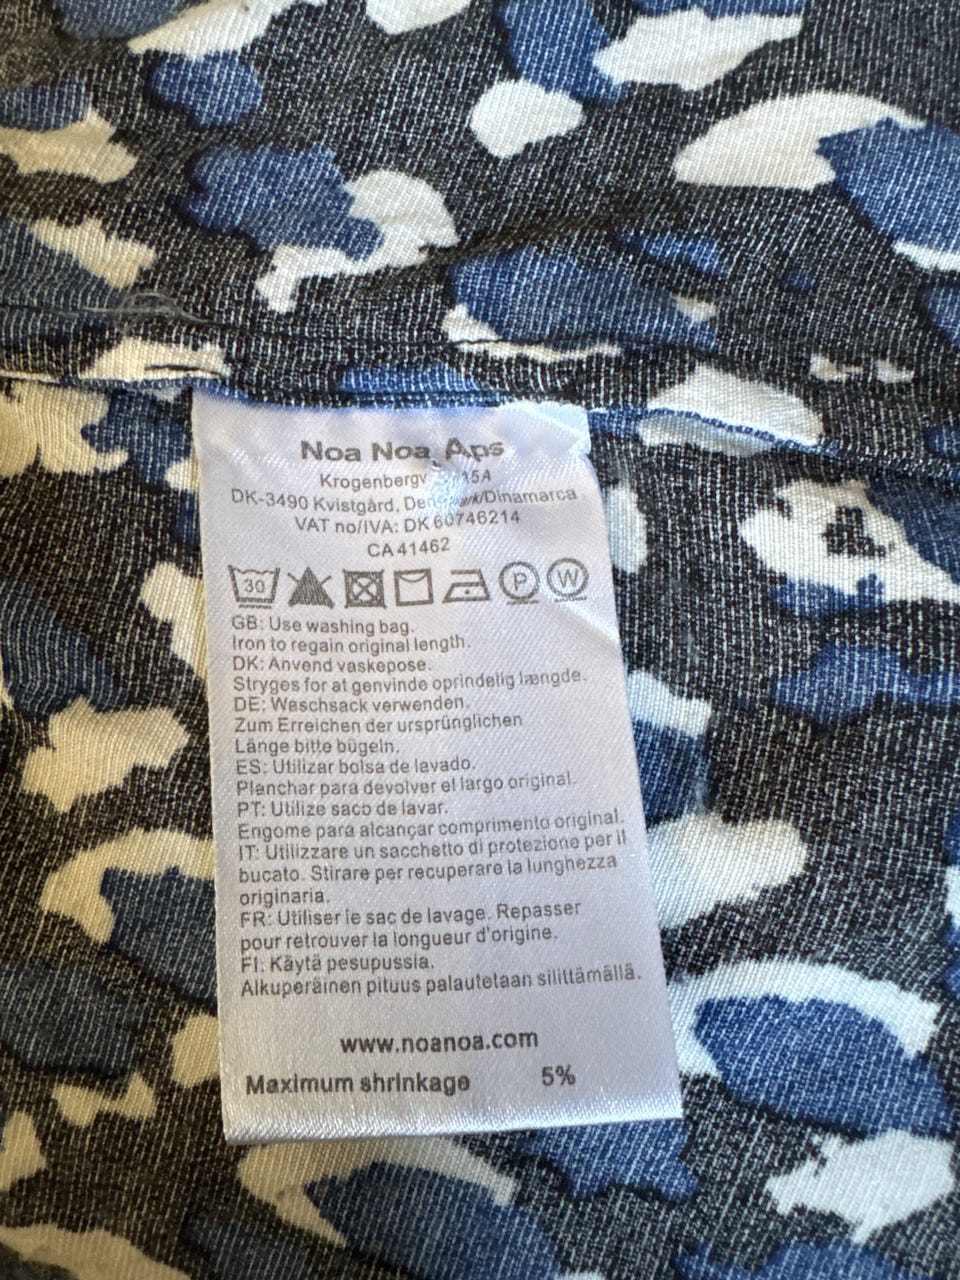 Noa Noa Aps
Krogenbergv 15A
DK-3490 Kvistgård, Denmark/Dinamarca
VAT no/IVA: DK 60746214
CA 41462
30 P W
GB: Use washing bag.
Iron to regain original length.
DK: Anvend vaskepose.
Stryges for at genvinde oprindelig længde.
DE: Waschsack verwenden.
Zum Erreichen der ursprünglichen
Länge bitte bügeln.
ES: Utilizar bolsa de lavado.
Planchar para devolver el largo original.
PT: Utilize saco de lavar.
Engome para alcançar comprimento original.
IT: Utilizzare un sacchetto di protezione per il
bucato. Stirare per recuperare la lunghezza
originaria.
FR: Utiliser le sac de lavage. Repasser
pour retrouver la longueur d'origine.
FI: Käytä pesupussia.
Alkuperäinen pituus palautetaan silittämällä.
www.noanoa.com
Maximum shrinkage 5%